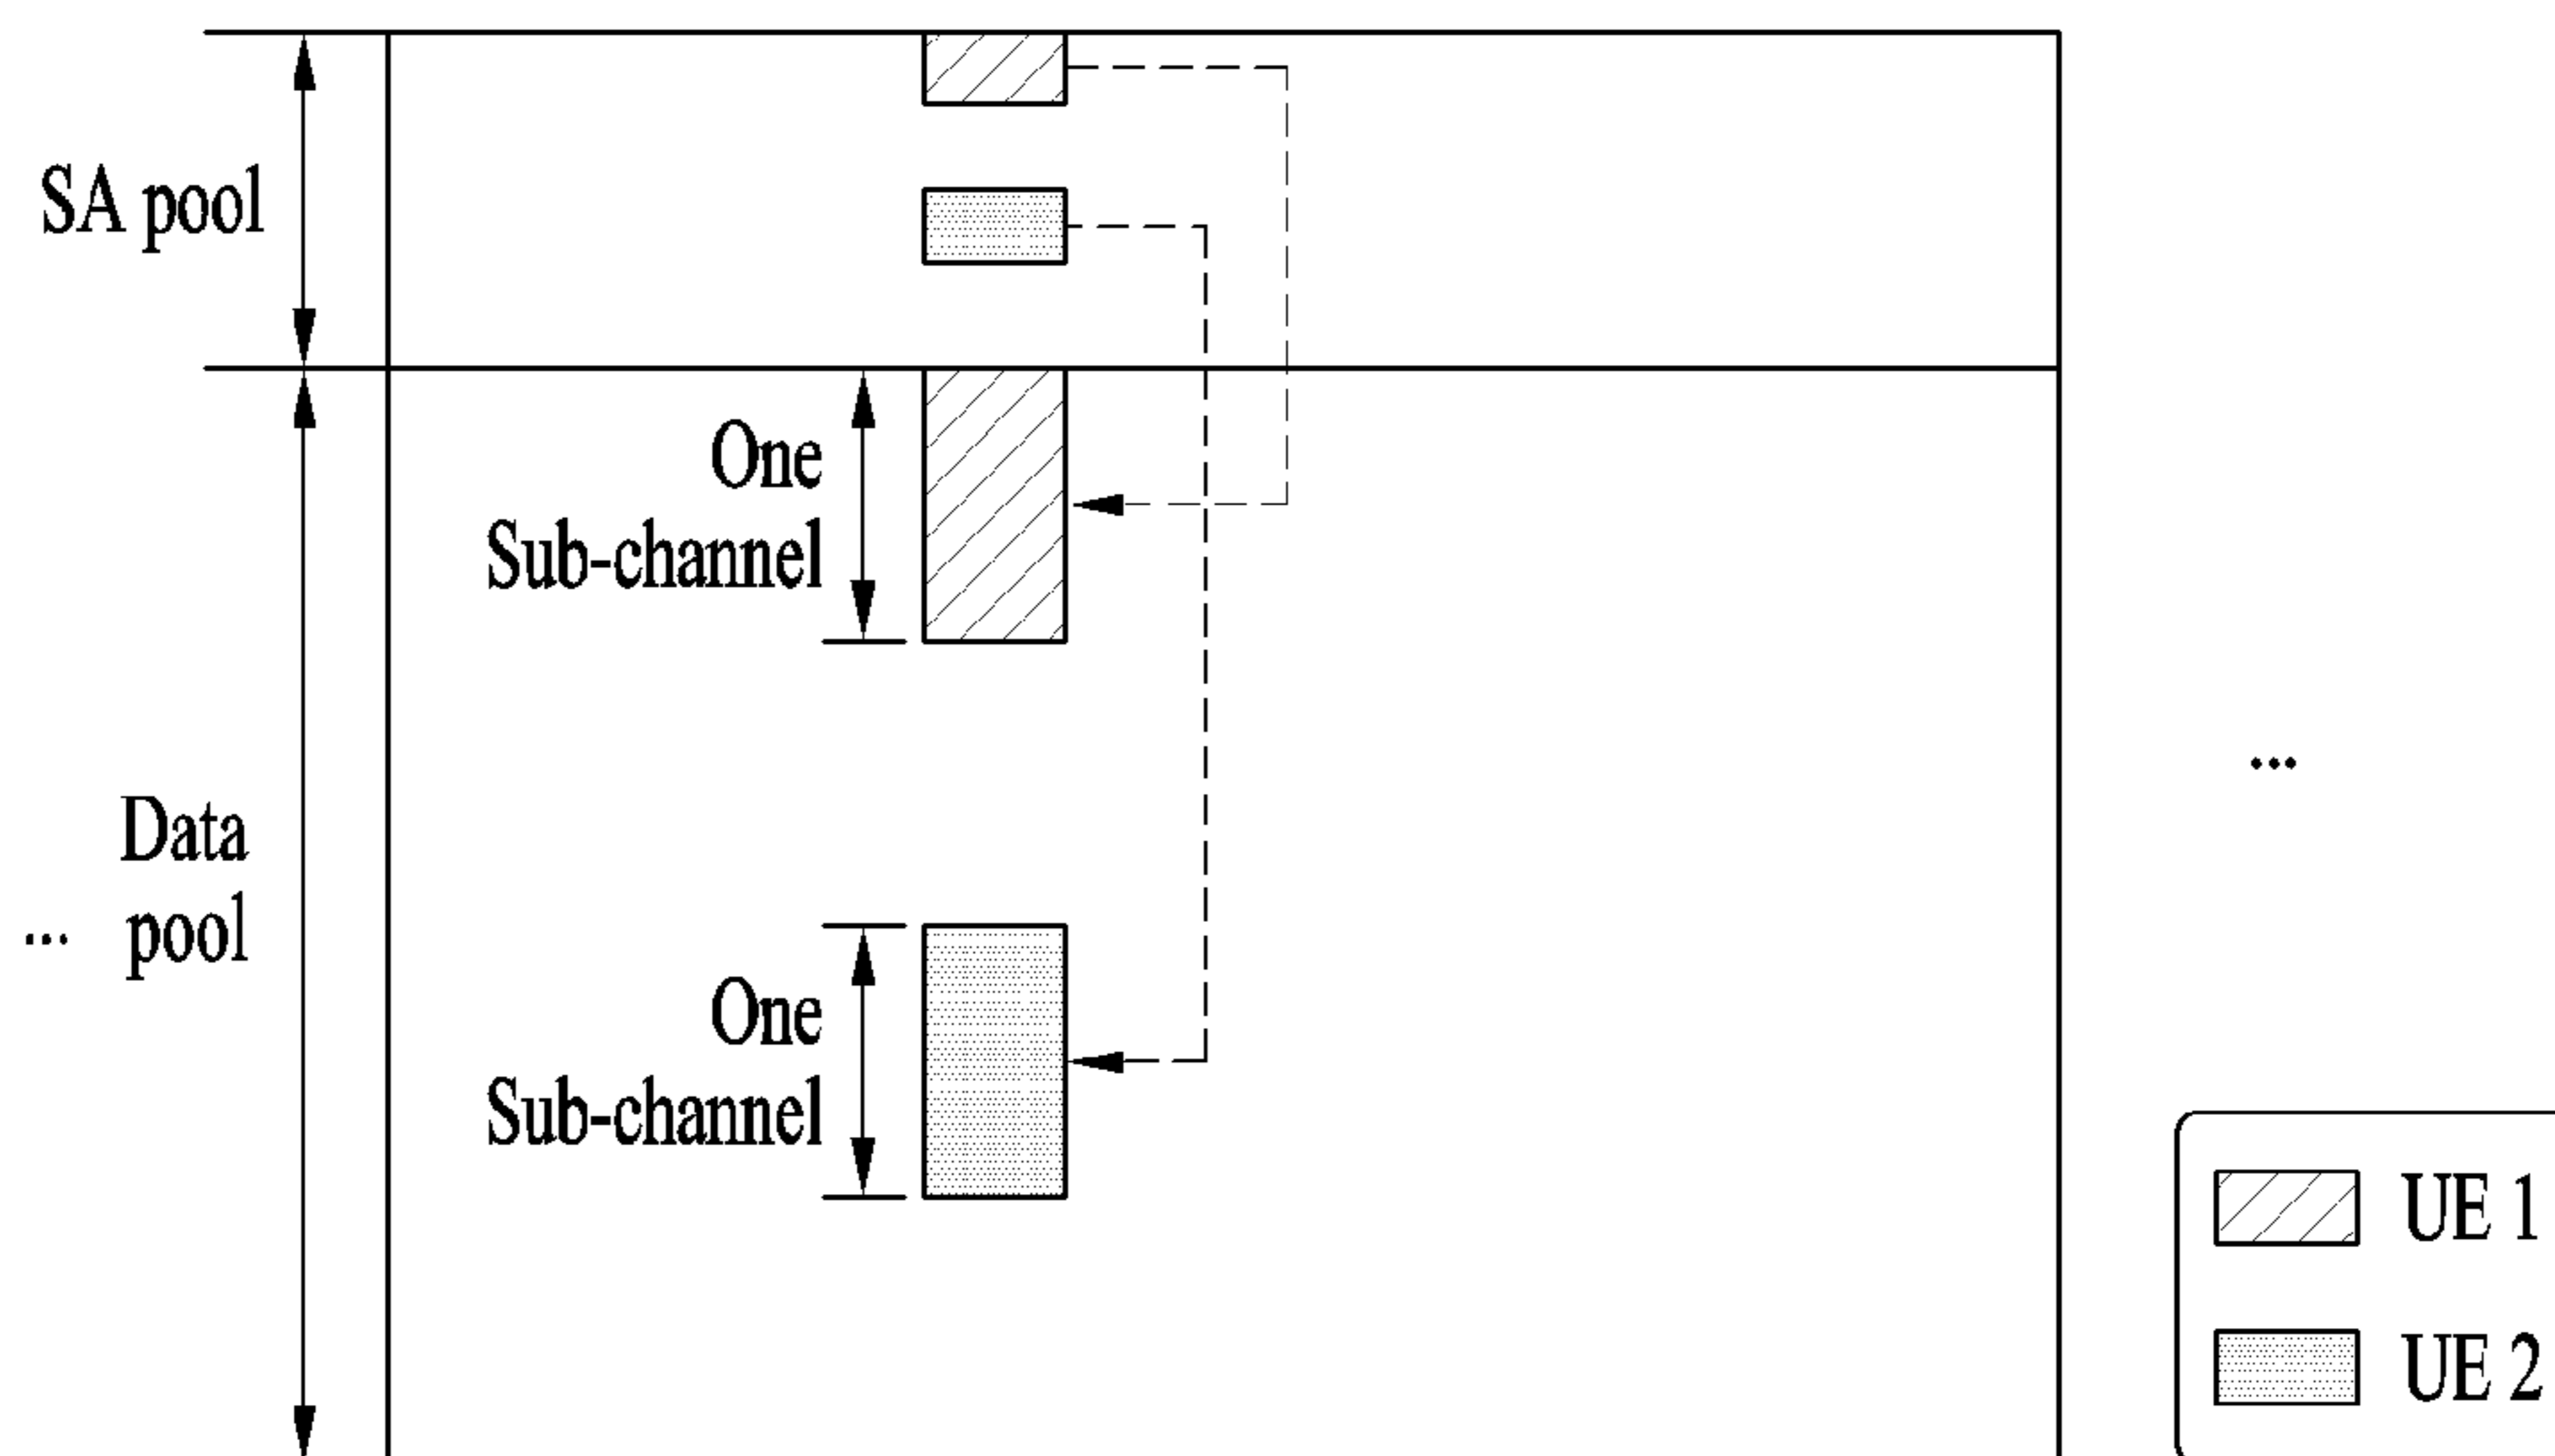 SA pool
One
Sub-channel
Data
... pool
...
One
Sub-channel
UE 1
UE 2